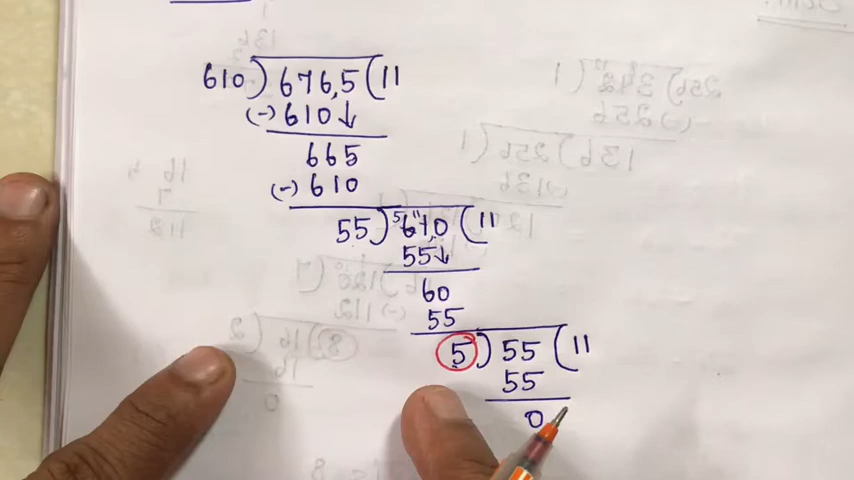 610 ) 676,5 ( 11
(-) 610 ↓
665
(-) 610
55 ) 610 ( 11
55 ↓
60
55
5 ) 55 ( 11
55
0